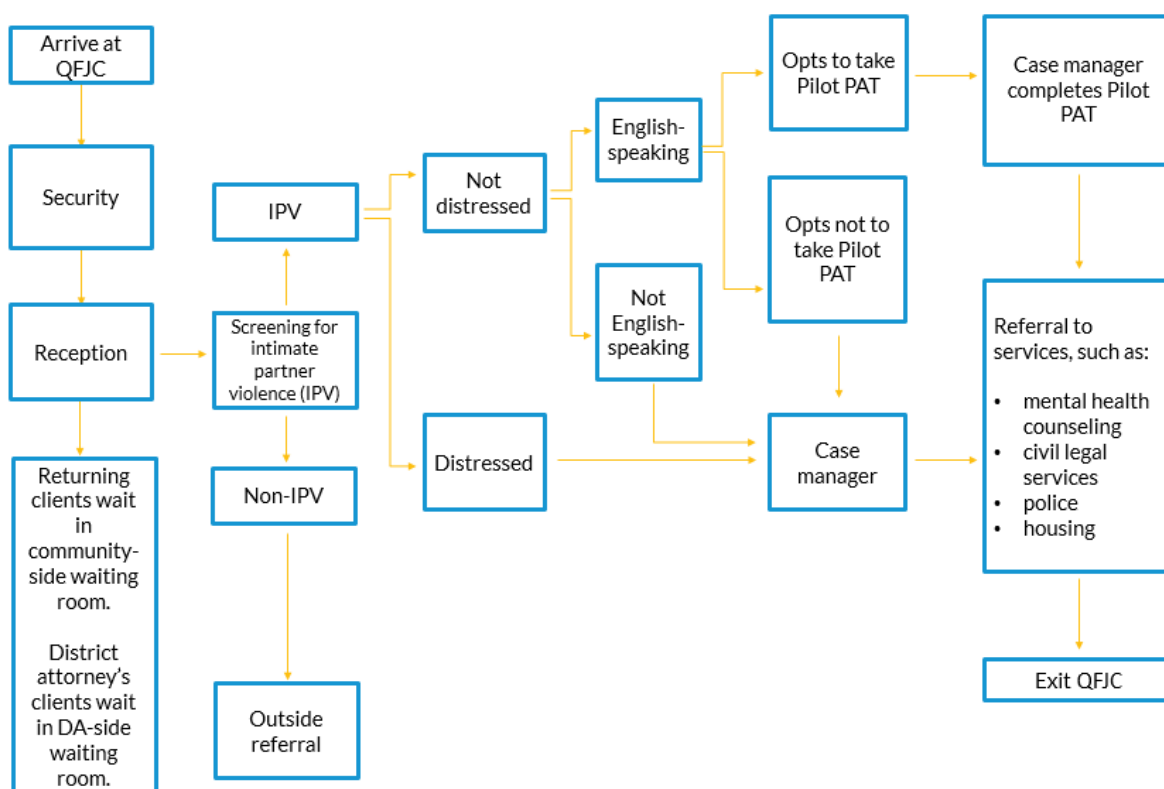 Arrive at
QFJC
Security
Reception
Returning
clients wait
in
community-
side waiting
room.
District
attorney’s
clients wait
in DA-side
waiting
room.
Screening for
intimate
partner
violence (IPV)
IPV
Non-IPV
Outside
referral
Not
distressed
Distressed
English-
speaking
Not
English-
speaking
Opts to take
Pilot PAT
Opts not to
take Pilot
PAT
Case
manager
Case manager
completes Pilot
PAT
Referral to
services, such as:
• mental health
counseling
• civil legal
services
• police
• housing
Exit QFJC